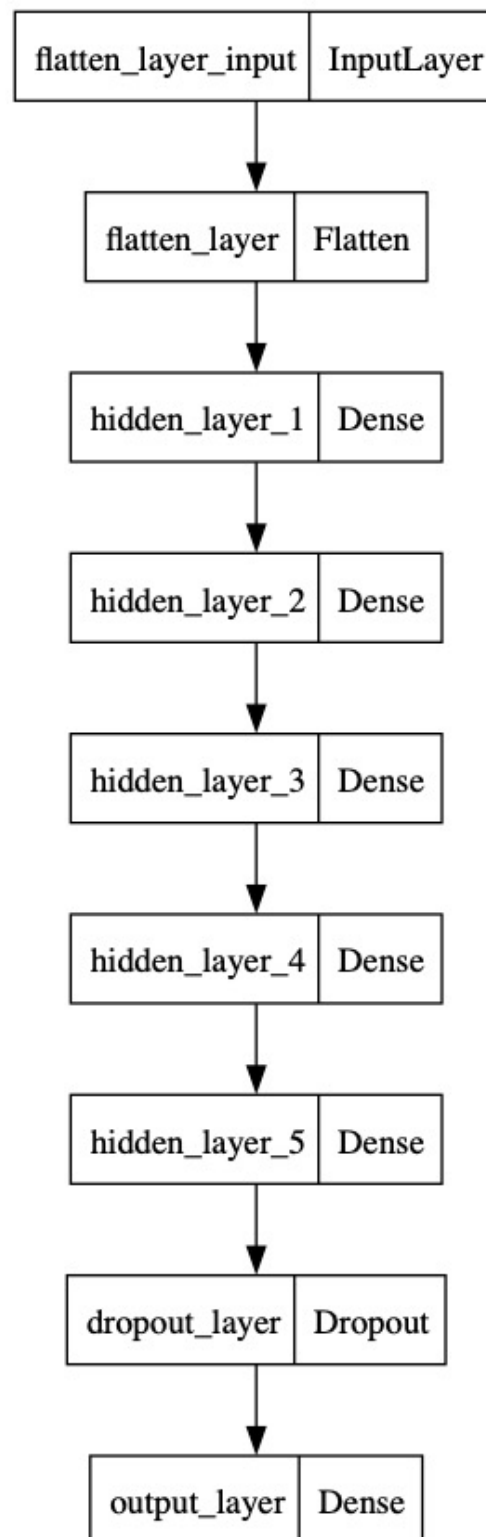 flatten_layer_input InputLayer
flatten_layer Flatten
hidden_layer_1 Dense
hidden_layer_2 Dense
hidden_layer_3 Dense
hidden_layer_4 Dense
hidden_layer_5 Dense
dropout_layer Dropout
output_layer Dense